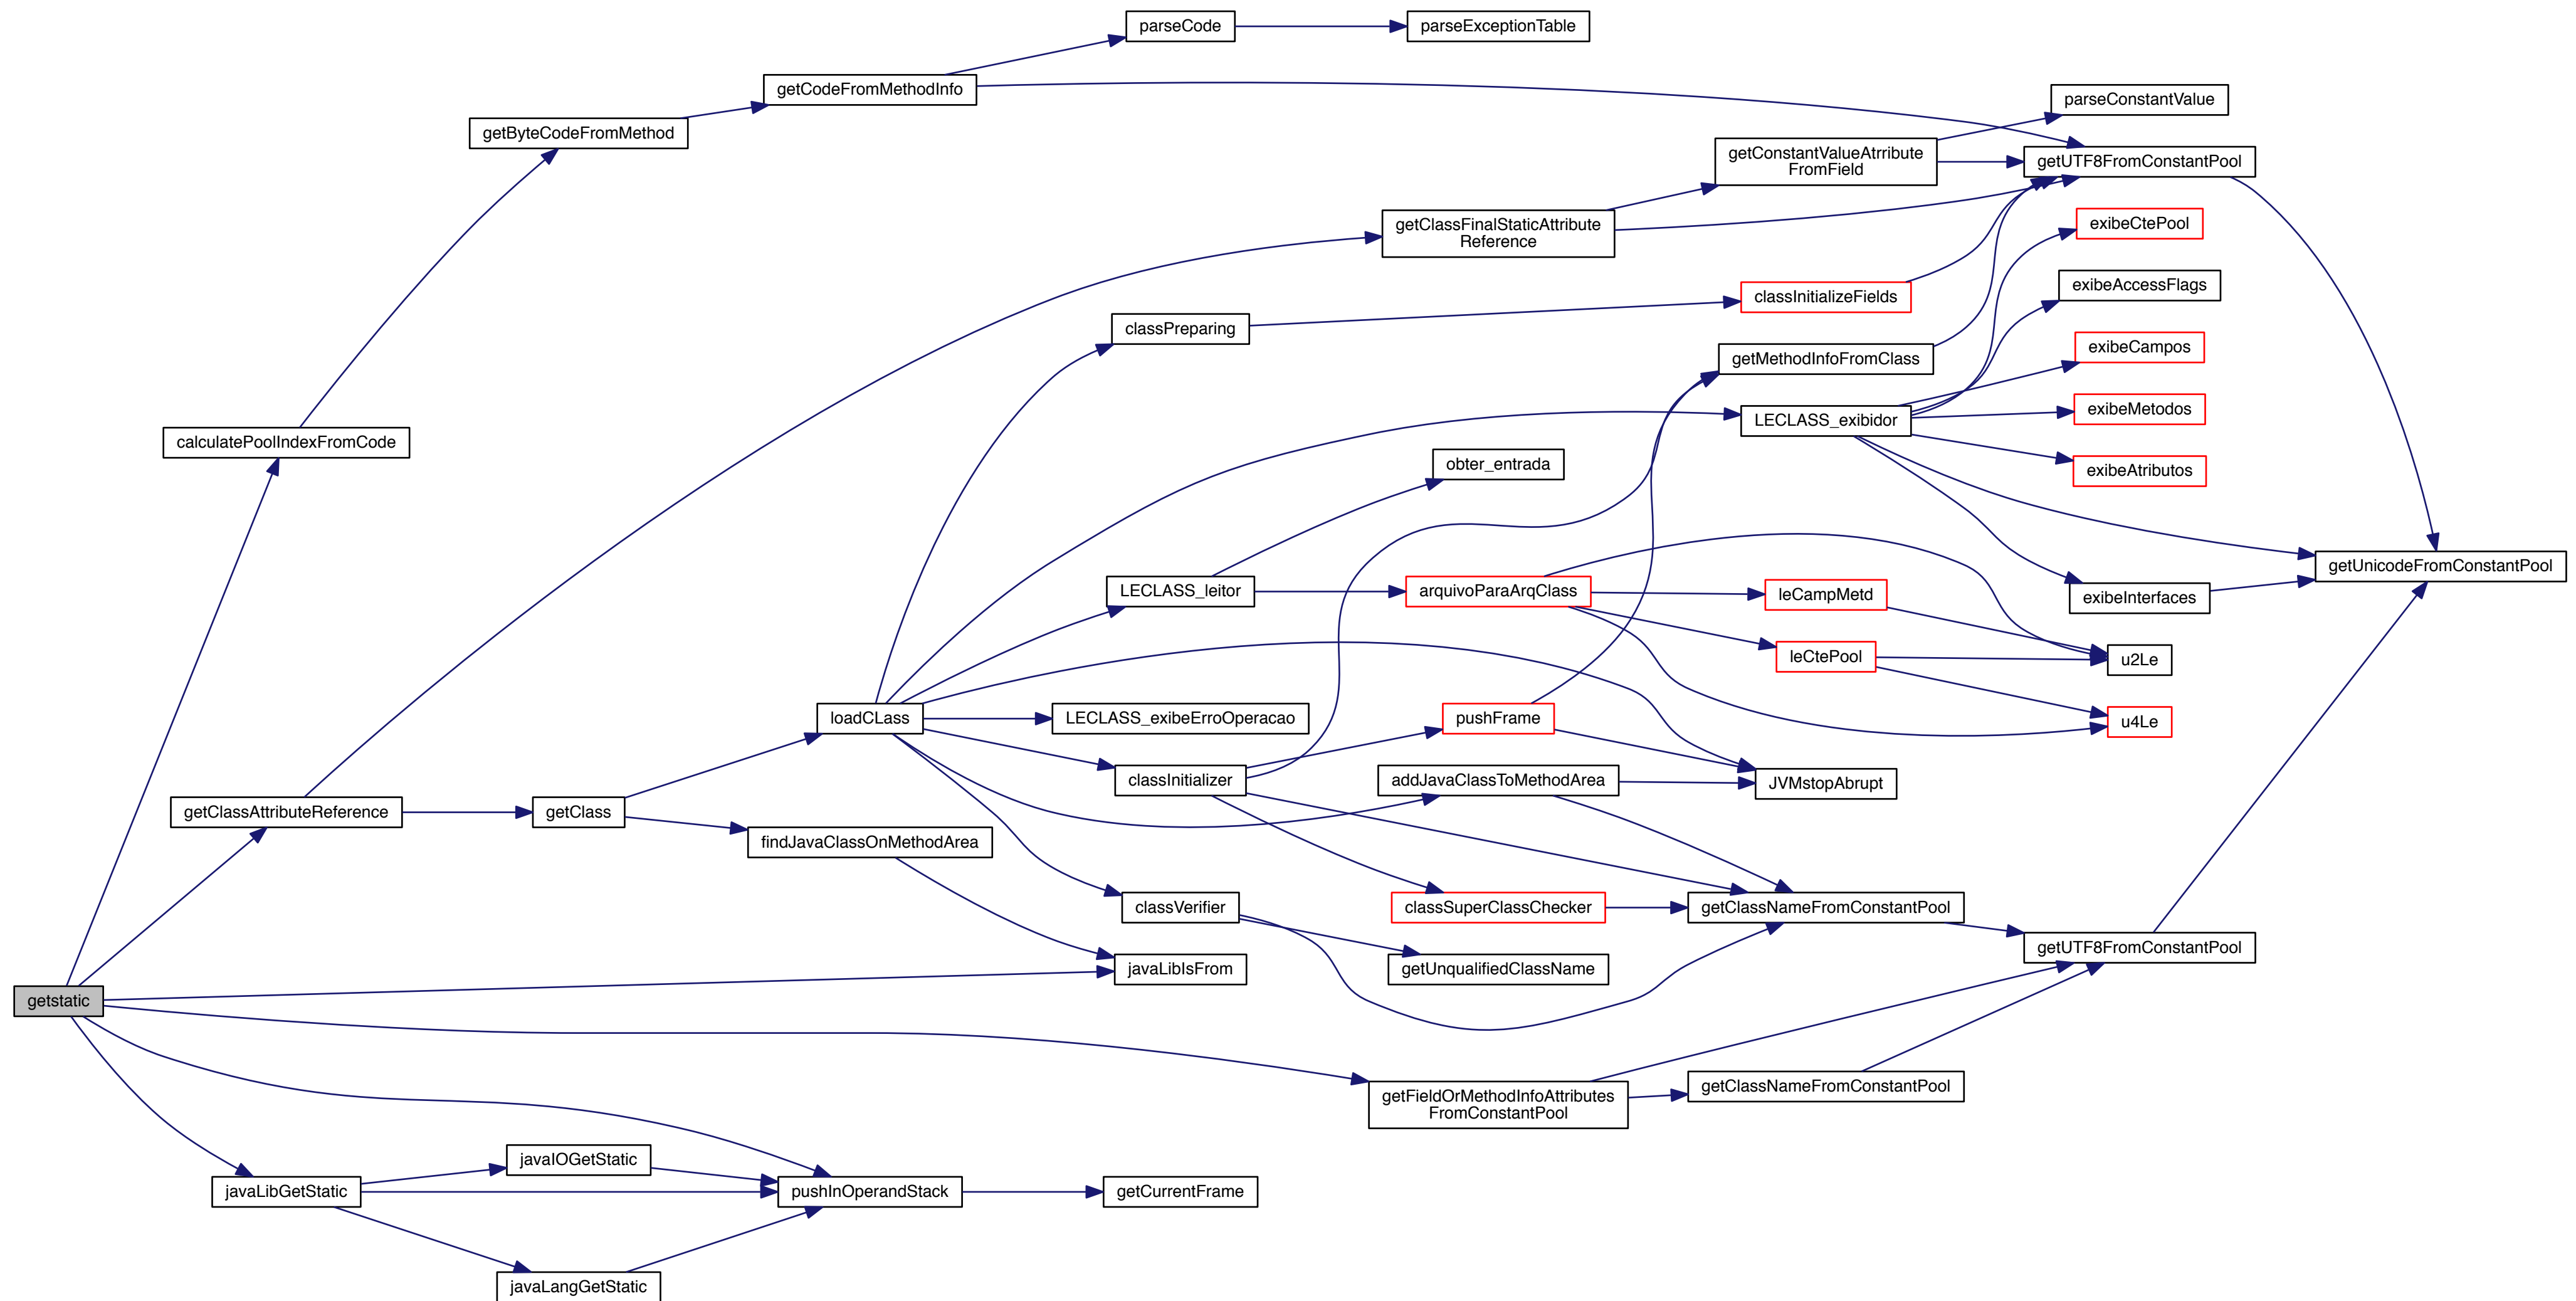 parseCode
parseExceptionTable
getCodeFromMethodInfo
parseConstantValue
getByteCodeFromMethod
getConstantValueAtrribute
FromField
getUTF8FromConstantPool
getClassFinalStaticAttribute
Reference
exibeCtePool
exibeAccessFlags
classInitializeFields
classPreparing
exibeCampos
getMethodInfoFromClass
exibeMetodos
LECLASS_exibidor
calculatePoolIndexFromCode
obter_entrada
exibeAtributos
getUnicodeFromConstantPool
LECLASS_leitor
arquivoParaArqClass
leCampMetd
exibeInterfaces
leCtePool
u2Le
loadCLass
LECLASS_exibeErroOperacao
pushFrame
u4Le
classInitializer
addJavaClassToMethodArea
JVMstopAbrupt
getClassAttributeReference
getClass
findJavaClassOnMethodArea
classVerifier
classSuperClassChecker
getClassNameFromConstantPool
getUTF8FromConstantPool
javaLibIsFrom
getUnqualifiedClassName
getstatic
getFieldOrMethodInfoAttributes
FromConstantPool
getClassNameFromConstantPool
javaIOGetStatic
javaLibGetStatic
pushInOperandStack
getCurrentFrame
javaLangGetStatic